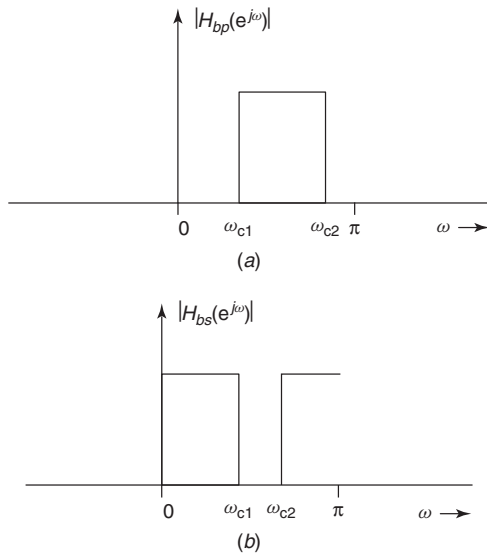 |H_bp(e^jω)|
0 ω_c1 ω_c2 π ω →
(a)
|H_bs(e^jω)|
0 ω_c1 ω_c2 π ω →
(b)